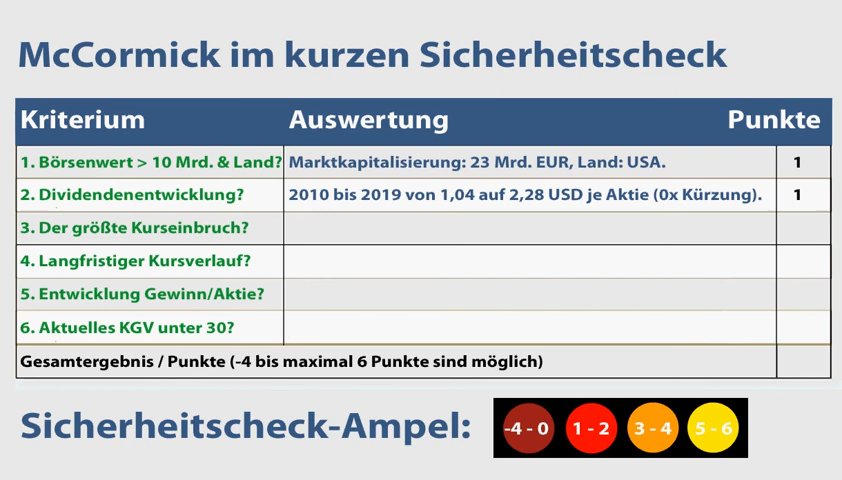 McCormick im kurzen Sicherheitscheck
Kriterium Auswertung Punkte
1. Börsenwert > 10 Mrd. & Land? Marktkapitalisierung: 23 Mrd. EUR, Land: USA. 1
2. Dividendenentwicklung? 2010 bis 2019 von 1,04 auf 2,28 USD je Aktie (0x Kürzung). 1
3. Der größte Kurseinbruch?
4. Langfristiger Kursverlauf?
5. Entwicklung Gewinn/Aktie?
6. Aktuelles KGV unter 30?
Gesamtergebnis / Punkte (-4 bis maximal 6 Punkte sind möglich)
Sicherheitscheck-Ampel: -4 - 0 1 - 2 3 - 4 5 - 6